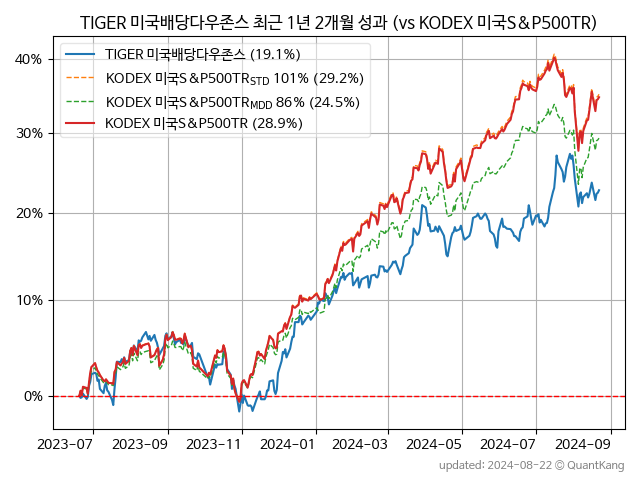 TIGER 미국배당다우존스 최근 1년 2개월 성과 (vs KODEX 미국S&P500TR)
TIGER 미국배당다우존스 (19.1%)
KODEX 미국S&P500TR STD 101% (29.2%)
KODEX 미국S&P500TR MDD 86% (24.5%)
KODEX 미국S&P500TR (28.9%)
40%
30%
20%
10%
0%
2023-07 2023-09 2023-11 2024-01 2024-03 2024-05 2024-07 2024-09
updated: 2024-08-22 © QuantKang